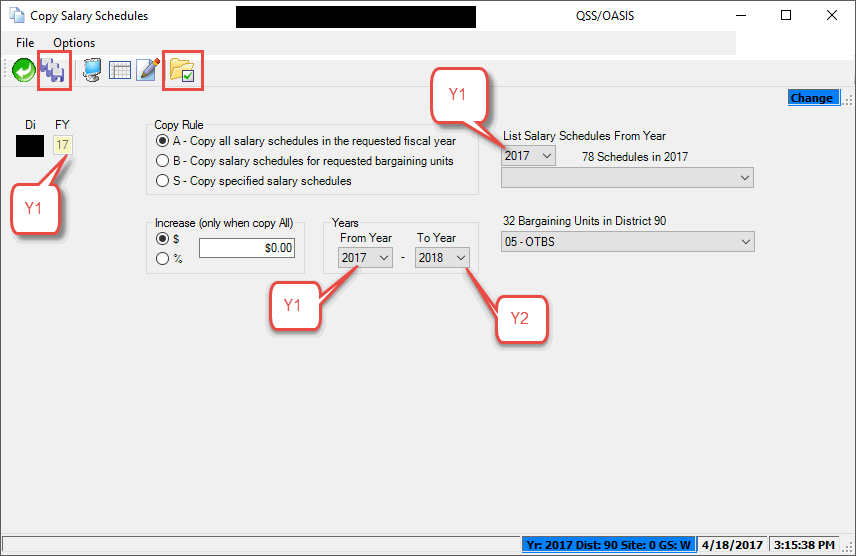 Copy Salary Schedules
QSS/OASIS
File Options
Change
Di FY
17
Y1
Copy Rule
A - Copy all salary schedules in the requested fiscal year
B - Copy salary schedules for requested bargaining units
S - Copy specified salary schedules
Y1
List Salary Schedules From Year
2017 78 Schedules in 2017
Increase (only when copy All)
$ $0.00
%
Years
From Year To Year
2017 - 2018
Y1
Y2
32 Bargaining Units in District 90
05 - OTBS
Yr: 2017 Dist: 90 Site: 0 GS: W 4/18/2017 3:15:38 PM